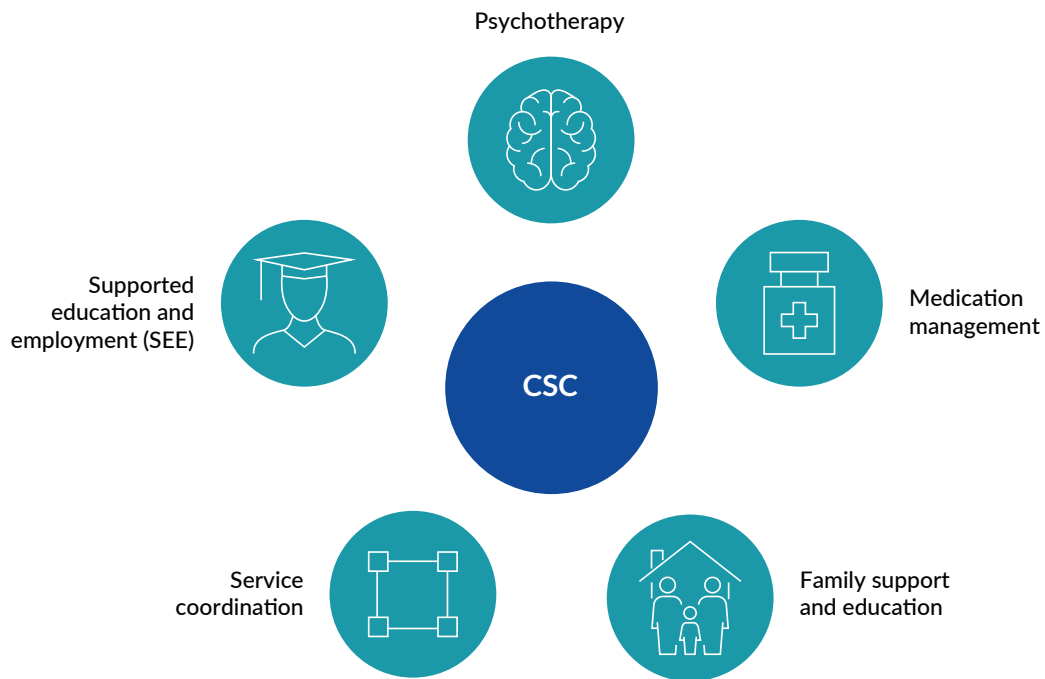 Psychotherapy
Supported
education and
employment (SEE)
Medication
management
CSC
Service
coordination
Family support
and education